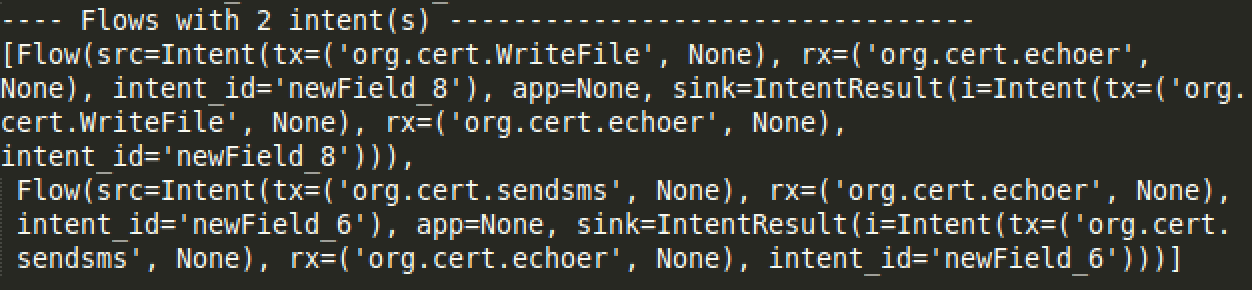 ---- Flows with 2 intent(s) ---------------------------------
[Flow(src=Intent(tx=('org.cert.WriteFile', None), rx=('org.cert.echoer',
None), intent_id='newField_8'), app=None, sink=IntentResult(i=Intent(tx=('org.
cert.WriteFile', None), rx=('org.cert.echoer', None),
intent_id='newField_8'))),
Flow(src=Intent(tx=('org.cert.sendsms', None), rx=('org.cert.echoer', None),
intent_id='newField_6'), app=None, sink=IntentResult(i=Intent(tx=('org.cert.
sendsms', None), rx=('org.cert.echoer', None), intent_id='newField_6')))]